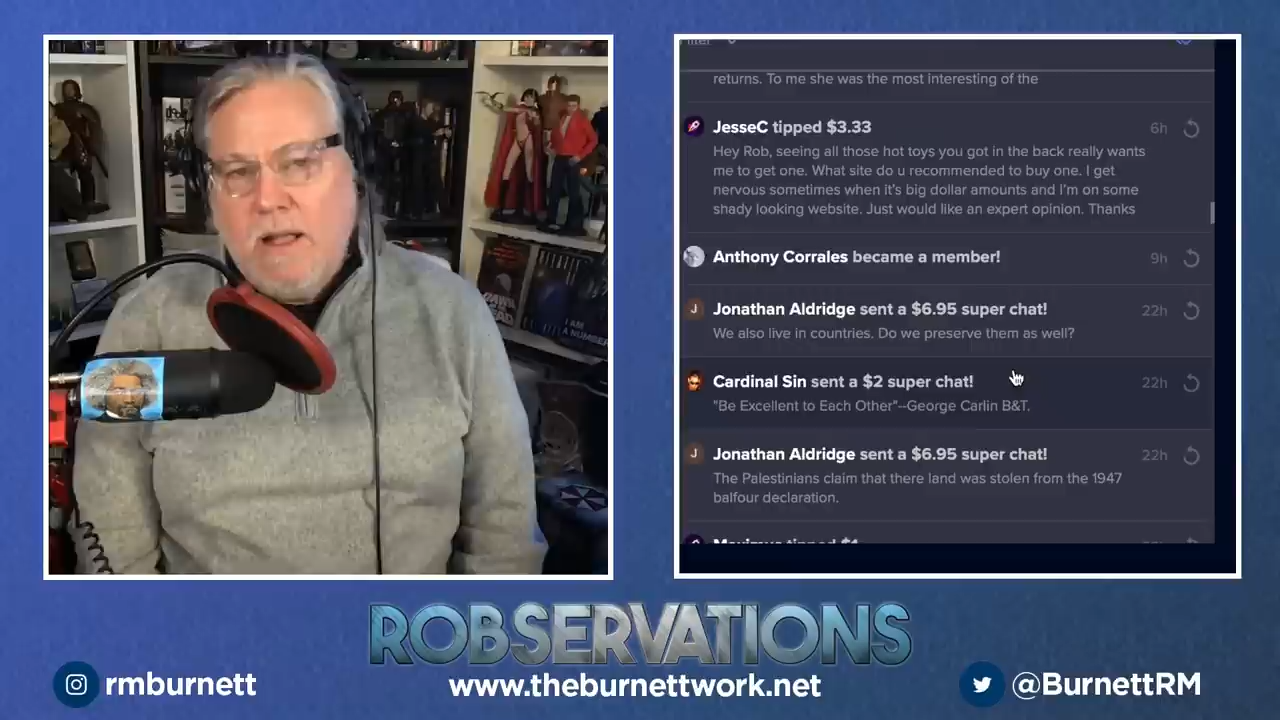 returns. To me she was the most interesting of the
JesseC tipped $3.33
6h
Hey Rob, seeing all those hot toys you got in the back really wants
me to get one. What site do u recommended to buy one. I get
nervous sometimes when it's big dollar amounts and I'm on some
shady looking website. Just would like an expert opinion. Thanks
Anthony Corrales became a member!
9h
Jonathan Aldridge sent a $6.95 super chat!
22h
J
We also live in countries. Do we preserve them as well?
Cardinal Sin sent a $2 super chat!
22h
"Be Excellent to Each Other"--George Carlin B&T.
Jonathan Aldridge sent a $6.95 super chat!
22h
J
The Palestinians claim that there land was stolen from the 1947
balfour declaration.
I AM
A NUMBER
ROBSERVATIONS
rmburnett
www.theburnettwork.net
@BurnettRM